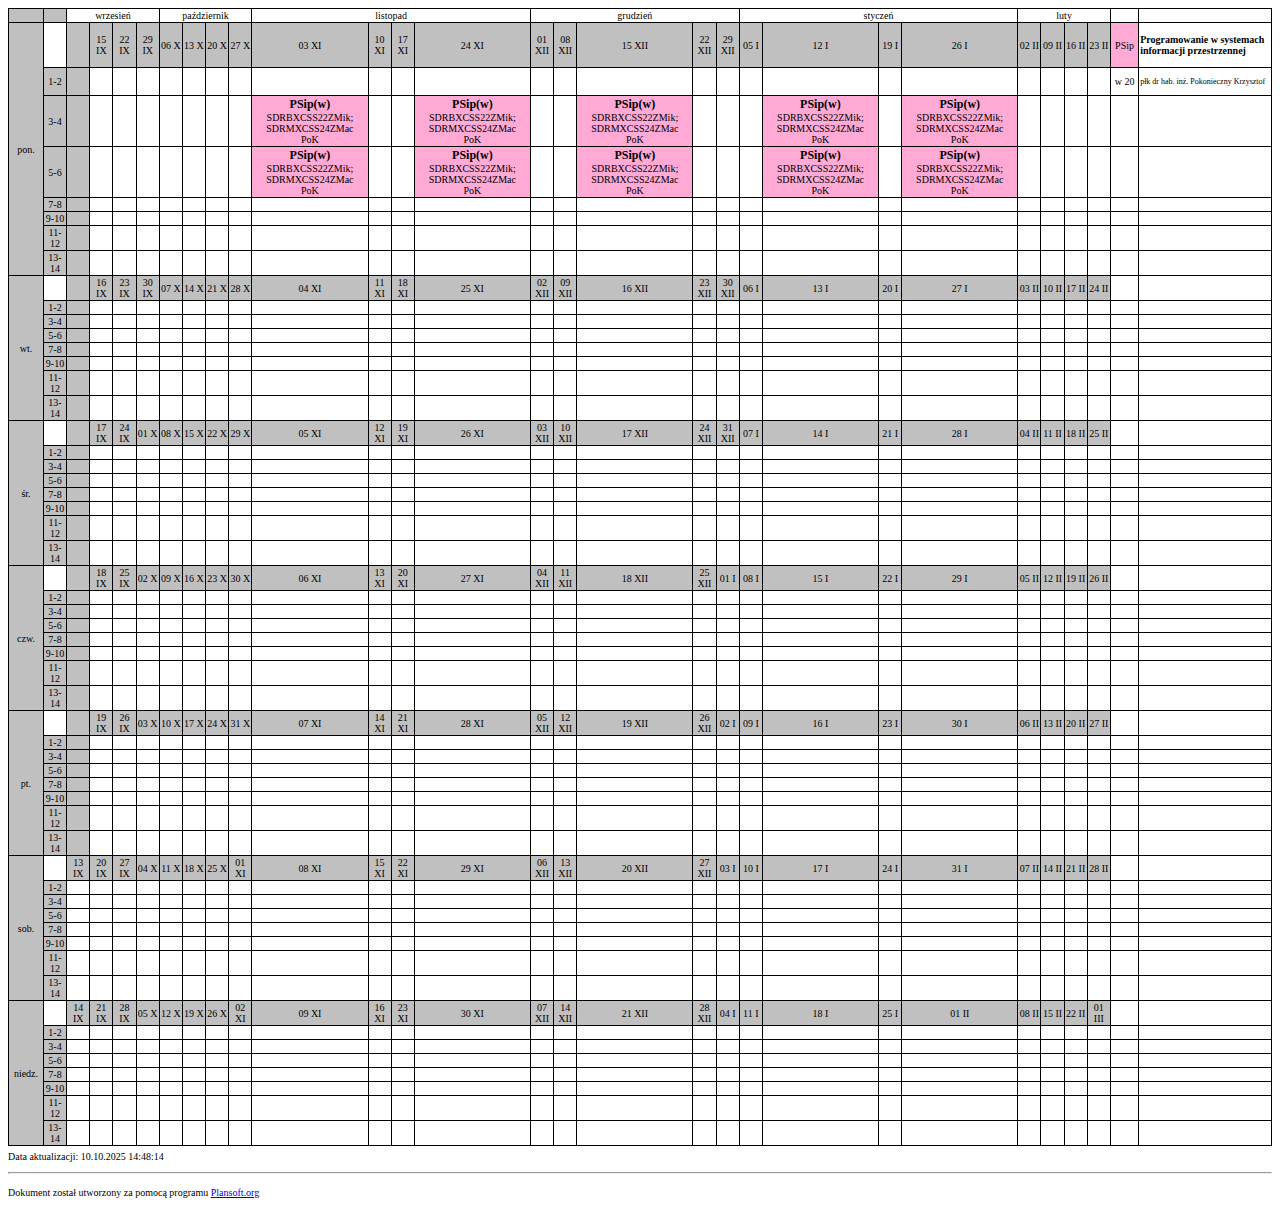 wrzesień październik listopad grudzień styczeń luty
pon. 15 IX 22 IX 29 IX 06 X 13 X 20 X 27 X 03 XI 10 XI 17 XI 24 XI 01 XII 08 XII 15 XII 22 XII 29 XII 05 I 12 I 19 I 26 I 02 II 09 II 16 II 23 II PSip Programowanie w systemach informacji przestrzennej
1-2 w 20 płk dr hab. inż. Pokonieczny Krzysztof
3-4 PSip(w) PSip(w) PSip(w) PSip(w) PSip(w)
SDRBXCSS22ZMik; SDRBXCSS22ZMik; SDRBXCSS22ZMik; SDRBXCSS22ZMik; SDRBXCSS22ZMik;
SDRMXCSS24ZMac SDRMXCSS24ZMac SDRMXCSS24ZMac SDRMXCSS24ZMac SDRMXCSS24ZMac
PoK PoK PoK PoK PoK
5-6 PSip(w) PSip(w) PSip(w) PSip(w) PSip(w)
SDRBXCSS22ZMik; SDRBXCSS22ZMik; SDRBXCSS22ZMik; SDRBXCSS22ZMik; SDRBXCSS22ZMik;
SDRMXCSS24ZMac SDRMXCSS24ZMac SDRMXCSS24ZMac SDRMXCSS24ZMac SDRMXCSS24ZMac
PoK PoK PoK PoK PoK
7-8
9-10
11-12
13-14
wt. 16 IX 23 IX 30 IX 07 X 14 X 21 X 28 X 04 XI 11 XI 18 XI 25 XI 02 XII 09 XII 16 XII 23 XII 30 XII 06 I 13 I 20 I 27 I 03 II 10 II 17 II 24 II
1-2
3-4
5-6
7-8
9-10
11-12
13-14
śr. 17 IX 24 IX 01 X 08 X 15 X 22 X 29 X 05 XI 12 XI 19 XI 26 XI 03 XII 10 XII 17 XII 24 XII 31 XII 07 I 14 I 21 I 28 I 04 II 11 II 18 II 25 II
1-2
3-4
5-6
7-8
9-10
11-12
13-14
czw. 18 IX 25 IX 02 X 09 X 16 X 23 X 30 X 06 XI 13 XI 20 XI 27 XI 04 XII 11 XII 18 XII 25 XII 01 I 08 I 15 I 22 I 29 I 05 II 12 II 19 II 26 II
1-2
3-4
5-6
7-8
9-10
11-12
13-14
pt. 19 IX 26 IX 03 X 10 X 17 X 24 X 31 X 07 XI 14 XI 21 XI 28 XI 05 XII 12 XII 19 XII 26 XII 02 I 09 I 16 I 23 I 30 I 06 II 13 II 20 II 27 II
1-2
3-4
5-6
7-8
9-10
11-12
13-14
sob. 13 IX 20 IX 27 IX 04 X 11 X 18 X 25 X 01 XI 08 XI 15 XI 22 XI 29 XI 06 XII 13 XII 20 XII 27 XII 03 I 10 I 17 I 24 I 31 I 07 II 14 II 21 II 28 II
1-2
3-4
5-6
7-8
9-10
11-12
13-14
niedz. 14 IX 21 IX 28 IX 05 X 12 X 19 X 26 X 02 XI 09 XI 16 XI 23 XI 30 XI 07 XII 14 XII 21 XII 28 XII 04 I 11 I 18 I 25 I 01 II 08 II 15 II 22 II 01 III
1-2
3-4
5-6
7-8
9-10
11-12
13-14
Data aktualizacji: 10.10.2025 14:48:14
Dokument został utworzony za pomocą programu Plansoft.org